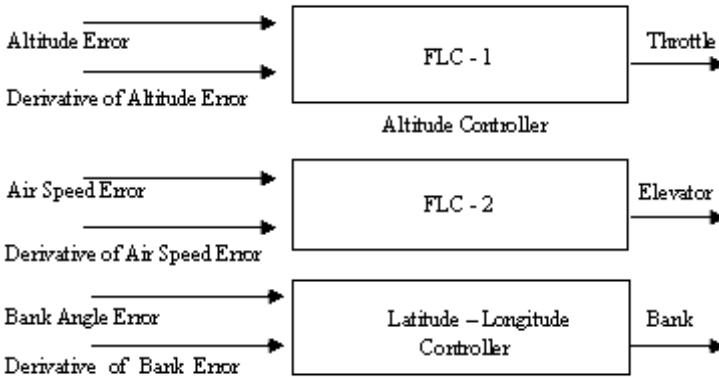 Altitude Error
FLC - 1
Throttle
Derivative of Altitude Error
Altitude Controller
Air Speed Error
FLC - 2
Elevator
Derivative of Air Speed Error
Bank Angle Error
Latitude – Longitude
Controller
Bank
Derivative of Bank Error